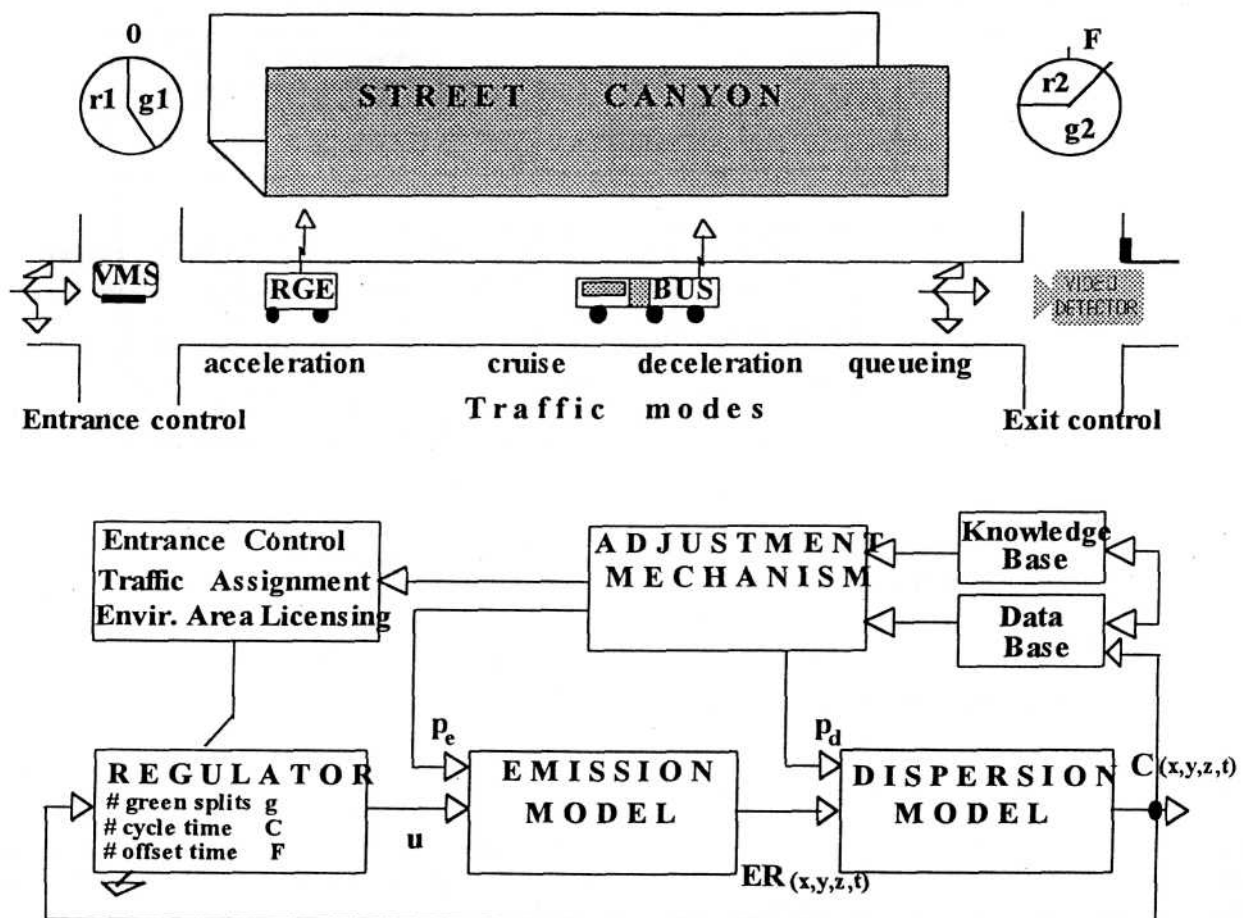 0
F
STREET CANYON
r1 g1
r2
g2
VMS
RGE
BUS
VIDEO
DETECTOR
acceleration cruise deceleration queueing
Traffic modes
Entrance control
Exit control
Entrance Control
Traffic Assignment
Envir. Area Licensing
ADJUSTMENT
MECHANISM
Knowledge
Base
Data
Base
pe
pd
REGULATOR
# green splits g
# cycle time C
# offset time F
u
EMISSION
MODEL
ER(x,y,z,t)
DISPERSION
MODEL
C(x,y,z,t)